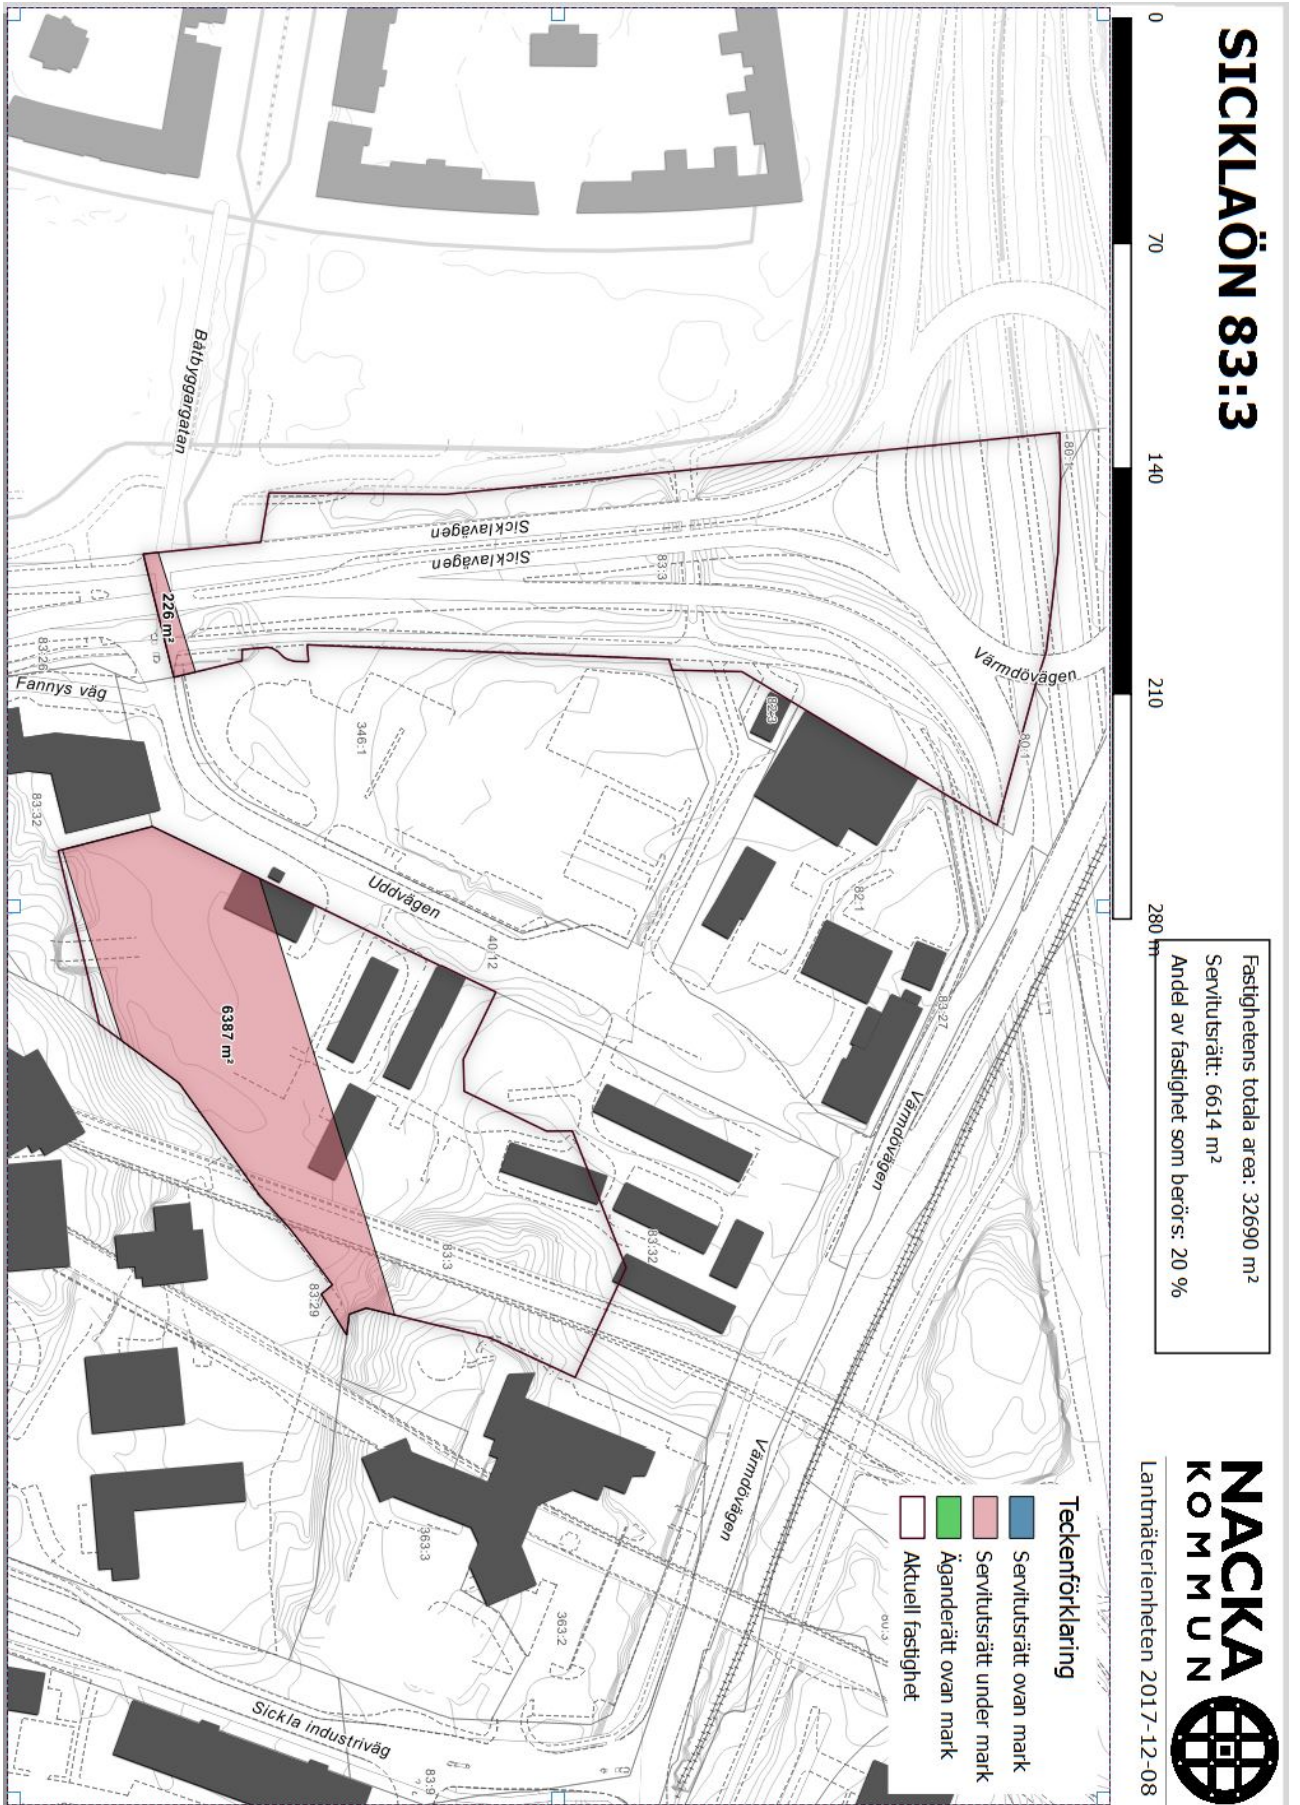 SICKLAÖN 83:3
Fastighetens totala area: 32690 m²
Servitutsrätt: 6614 m²
Andel av fastighet som berörs: 20 %
NACKA
KOMMUN
Lantmäterienheten 2017-12-08
0
70
140
210
280 m
Teckenförklaring
Servitutsrätt ovan mark
Servitutsrätt under mark
Äganderätt ovan mark
Aktuell fastighet
80:1
Värmdövägen
80:1
83:3
82:3
82:1
83:27
Värmdövägen
Värmdövägen
Sicklavägen
Sicklavägen
Båtbyggargatan
226 m²
83:26
Fannys väg
346:1
Uddvägen
40:12
83:32
6387 m²
83:32
83:3
83:29
363:3
363:2
Sickla industriväg
83:9